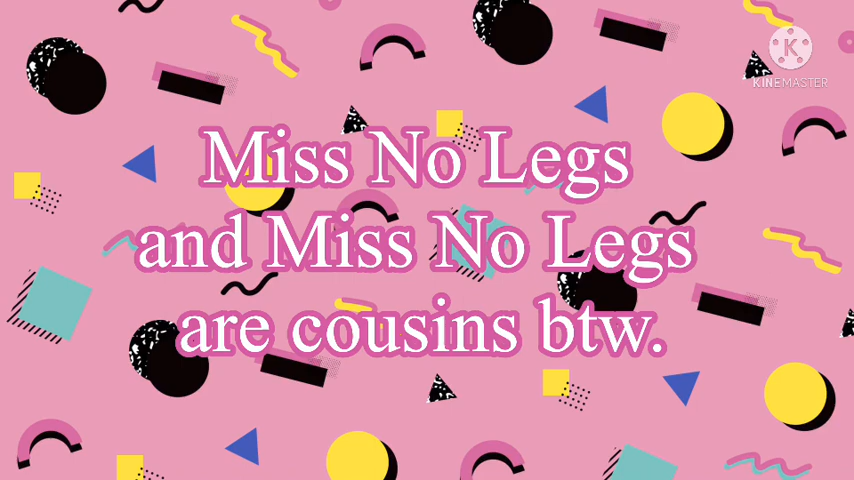 K
KINEMASTER
Miss No Legs
and Miss No Legs
are cousins btw.